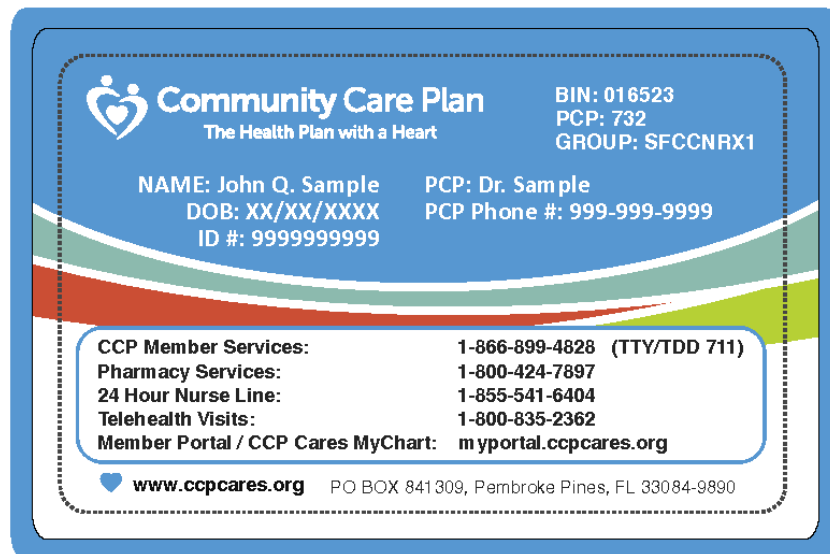 Community Care Plan
The Health Plan with a Heart
BIN: 016523
PCP: 732
GROUP: SFCCNRX1
NAME: John Q. Sample
DOB: XX/XX/XXXX
ID #: 9999999999
PCP: Dr. Sample
PCP Phone #: 999-999-9999
CCP Member Services: 1-866-899-4828 (TTY/TDD 711)
Pharmacy Services: 1-800-424-7897
24 Hour Nurse Line: 1-855-541-6404
Telehealth Visits: 1-800-835-2362
Member Portal / CCP Cares MyChart: myportal.ccpcares.org
www.ccpcares.org PO BOX 841309, Pembroke Pines, FL 33084-9890